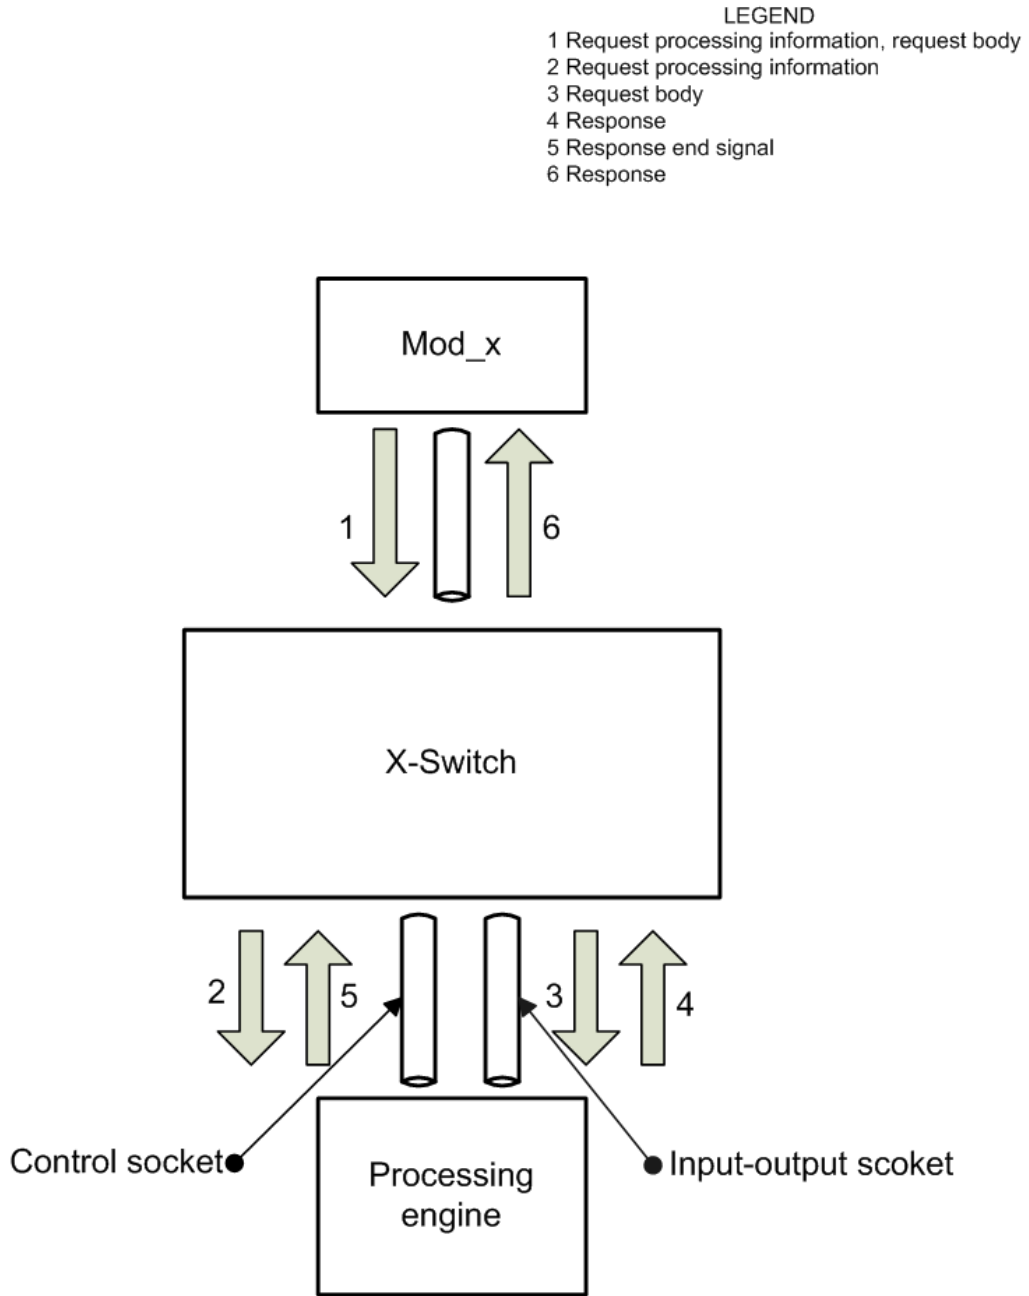 LEGEND
1 Request processing information, request body
2 Request processing information
3 Request body
4 Response
5 Response end signal
6 Response
Mod_x
1
6
X-Switch
2
5
3
4
Control socket
Input-output scoket
Processing
engine